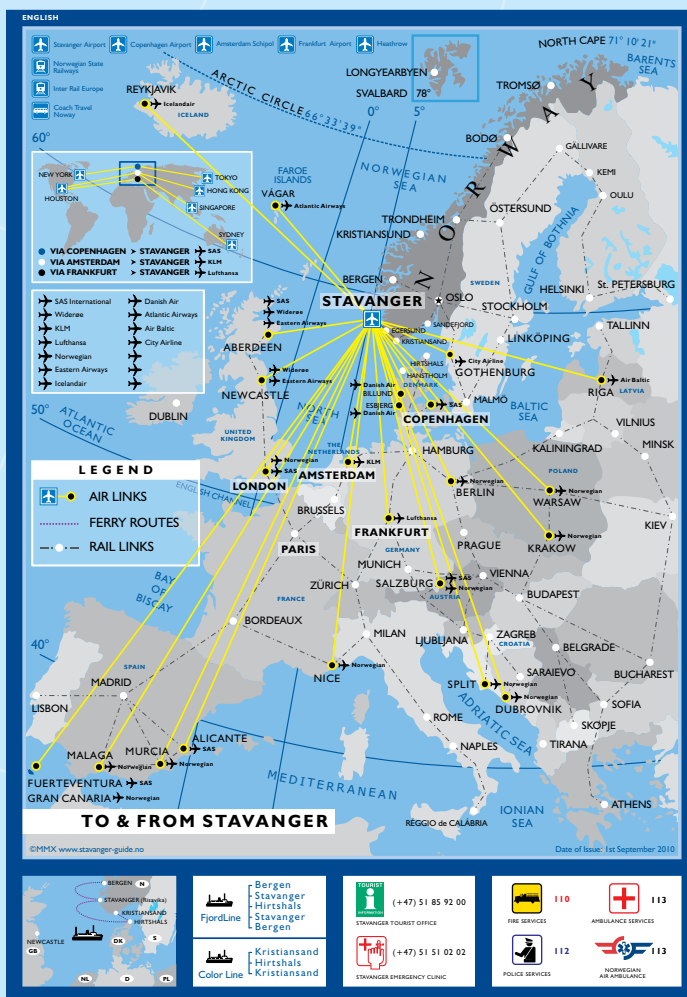 ENGLISH
Stavanger Airport
Copenhagen Airport
Amsterdam Schipol
Frankfurt Airport
Heathrow
Norwegian State
Railways
Inter Rail Europe
Coach Travel
Noway
NORTH CAPE 71° 10' 21"
BARENTS
SEA
LONGYEARBYEN
SVALBARD 78°
TROMSØ
REYKJAVIK
Icelandair
ICELAND
ARCTIC CIRCLE 66°33'39"
0° 5°
60°
BODØ
NORWAY
GÄLLIVARE
KEMI
OULU
FAROE
ISLANDS
NORWEGIAN
SEA
VÁGAR
Atlantic Airways
TRONDHEIM
KRISTIANSUND
ÖSTERSUND
GULF OF BOTHNIA
NEW YORK
HOUSTON
TOKYO
HONG KONG
SINGAPORE
SYDNEY
VIA COPENHAGEN > STAVANGER SAS
VIA AMSTERDAM > STAVANGER KLM
VIA FRANKFURT > STAVANGER Lufthansa
BERGEN
SWEDEN
HELSINKI
St. PETERSBURG
STAVANGER
OSLO
STOCKHOLM
TALLINN
SAS International
Widerøe
KLM
Lufthansa
Norwegian
Eastern Airways
Icelandair
Danish Air
Atlantic Airways
Air Baltic
City Airline
SAS
Widerøe
Eastern Airways
ABERDEEN
EGERSUND
SANDEFJORD
KRISTIANSAND
LINKÖPING
HIRTSHALS
HANSTHOLM
City Airline
GOTHENBURG
Widerøe
Eastern Airways
NEWCASTLE
Danish Air
BILLUND
DENMARK
ESBJERG
Danish Air
SAS
COPENHAGEN
MALMÖ
BALTIC
SEA
Air Baltic
RIGA
LATVIA
50°
ATLANTIC
OCEAN
DUBLIN
UNITED
KINGDOM
NORTH
SEA
VILNIUS
KALININGRAD
MINSK
LEGEND
AIR LINKS
FERRY ROUTES
RAIL LINKS
Norwegian
SAS
LONDON
THE
NETHERLANDS
KLM
AMSTERDAM
HAMBURG
POLAND
Norwegian
BERLIN
Norwegian
WARSAW
ENGLISH CHANNEL
BRUSSELS
Lufthansa
FRANKFURT
KIEV
Norwegian
KRAKOW
PARIS
GERMANY
PRAGUE
MUNICH
SALZBURG
SAS
Norwegian
VIENNA
AUSTRIA
BUDAPEST
BAY
OF
BISCAY
ZÜRICH
FRANCE
BORDEAUX
MILAN
LJUBLJANA
ZAGREB
CROATIA
BELGRADE
40°
SPAIN
MADRID
LISBON
Norwegian
NICE
SPLIT
Norwegian
SARAJEVO
BUCHAREST
Norwegian
DUBROVNIK
SOFIA
SKOPJE
ROME
ADRIATIC SEA
TIRANA
NAPLES
ALICANTE
SAS
MURCIA
Norwegian
MALAGA
Norwegian
FUERTEVENTURA SAS
GRAN CANARIA Norwegian
MEDITERRANEAN
IONIAN
SEA
ATHENS
RÉGGIO de CALÁBRIA
TO & FROM STAVANGER
©MMX www.stavanger-guide.no
Date of Issue: 1st September 2010
BERGEN N
STAVANGER (Risavika)
KRISTIANSAND
HIRTSHALS
NEWCASTLE
GB
DK
S
NL
D
PL
FjordLine
Bergen
Stavanger
Hirtshals
Stavanger
Bergen
Color Line
Kristiansand
Hirtshals
Kristiansand
TOURIST
INFORMATION
(+47) 51 85 92 00
STAVANGER TOURIST OFFICE
(+47) 51 51 02 02
STAVANGER EMERGENCY CLINIC
110
FIRE SERVICES
113
AMBULANCE SERVICES
112
POLICE SERVICES
113
NORWEGIAN
AIR AMBULANCE